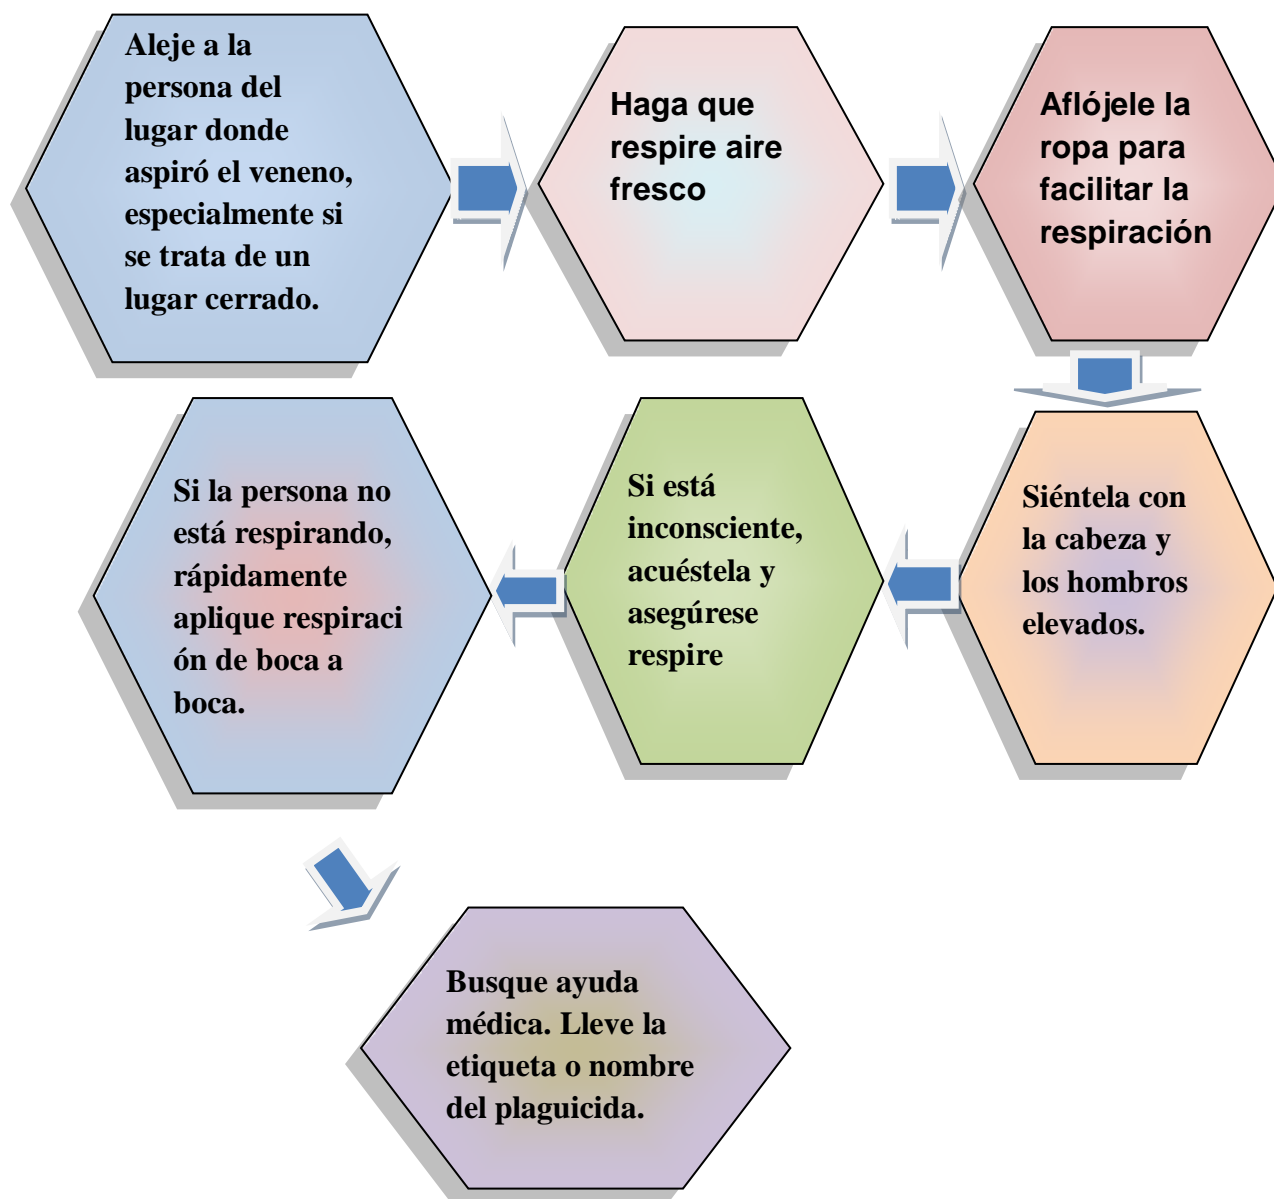 Aleje a la
persona del
lugar donde
aspiró el veneno,
especialmente si
se trata de un
lugar cerrado.
Haga que
respire aire
fresco
Aflójele la
ropa para
facilitar la
respiración
Siéntela con
la cabeza y
los hombros
elevados.
Si está
inconsciente,
acuéstela y
asegúrese
respire
Si la persona no
está respirando,
rápidamente
aplique respiraci
ón de boca a
boca.
Busque ayuda
médica. Lleve la
etiqueta o nombre
del plaguicida.